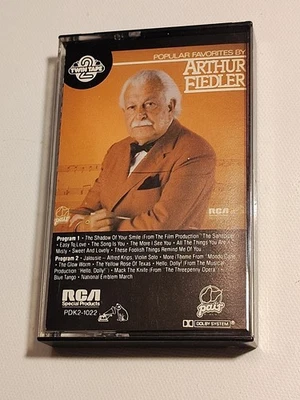 2
TWIN TAPE
POPULAR FAVORITES BY
ARTHUR
FIEDLER
pair
RCA
Program 1 • The Shadow Of Your Smile (From The Film Production "The Sandpiper"
• Easy To Love • The Song Is You • The More I See You • All The Things You Are •
Misty • Sweet And Lovely • These Foolish Things Remind Me Of You
Program 2 • Jalousie – Alfred Krips, Violin Solo • More (Theme From "Mondo Cane"
• The Glow Worm • The Yellow Rose Of Texas • Hello, Dolly! (From The Musical
Production "Hello, Dolly!") • Mack The Knife (From "The Threepenny Opera"
Blue Tango • National Emblem March
RCA
Special Products
PDK2-1022
pair
DOLBY SYSTEM